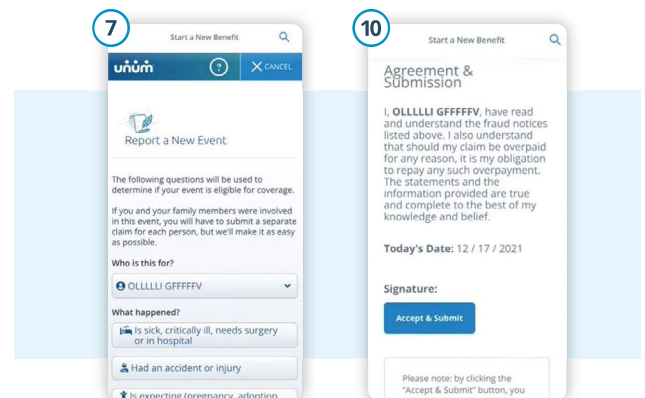 7
Start a New Benefit
unum
?
CANCEL
Report a New Event
The following questions will be used to
determine if your event is eligible for coverage.
If you and your family members were involved
in this event, you will have to submit a separate
claim for each person, but we'll make it as easy
as possible.
Who is this for?
OLLLLLI GFFFFFV
What happened?
Is sick, critically ill, needs surgery
or in hospital
Had an accident or injury
Is expecting (pregnancy, adoption
10
Start a New Benefit
Agreement &
Submission
I, OLLLLLI GFFFFFV, have read
and understand the fraud notices
listed above. I also understand
that should my claim be overpaid
for any reason, it is my obligation
to repay any such overpayment.
The statements and the
information provided are true
and complete to the best of my
knowledge and belief.
Today's Date: 12 / 17 / 2021
Signature:
Accept & Submit
Please note: by clicking the
"Accept & Submit" button, you